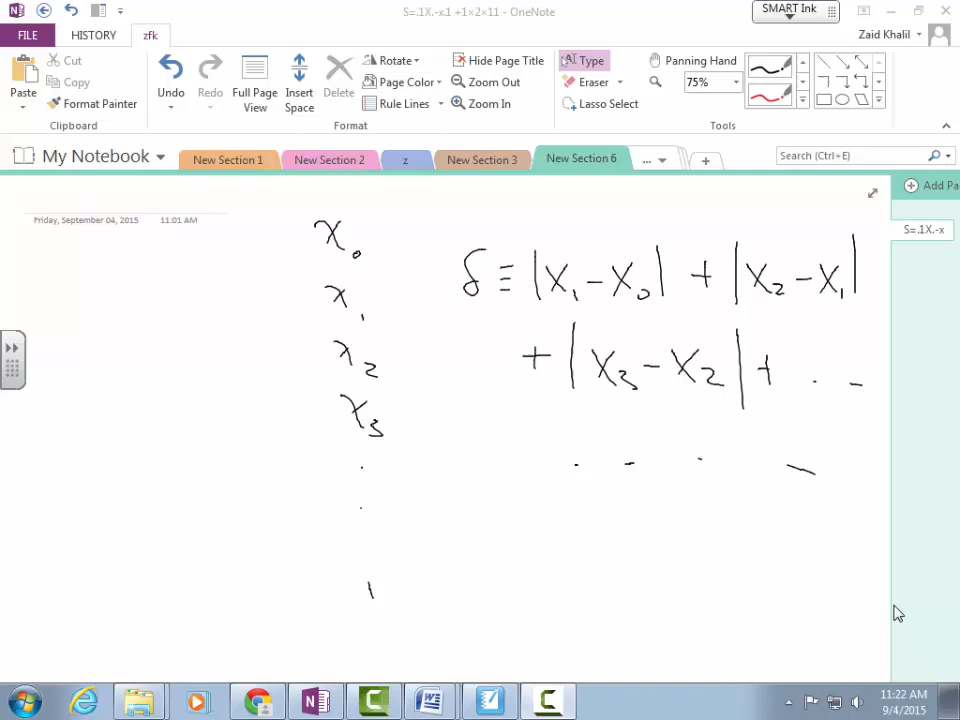 S=.1X.-x.1 +1×2×11 - OneNote
SMART Ink
FILE HISTORY zfk
Zaid Khalil
Paste
Cut
Copy
Format Painter
Clipboard
Undo
Redo
Full Page View
Insert Space
Delete
Rotate
Page Color
Rule Lines
Hide Page Title
Zoom Out
Zoom In
Format
Type
Eraser
Lasso Select
Panning Hand
75%
Tools
My Notebook
New Section 1
New Section 2
z
New Section 3
New Section 6
...
Search (Ctrl+E)
Add Pa
S=.1X.-x
Friday, September 04, 2015 11:01 AM
x₀
x₁
x₂
x₃
.
.
δ ≡ |X₁ - X₀| + |X₂ - X₁|
+ |X₃ - X₂| + . -
. - . -
11:22 AM
9/4/2015